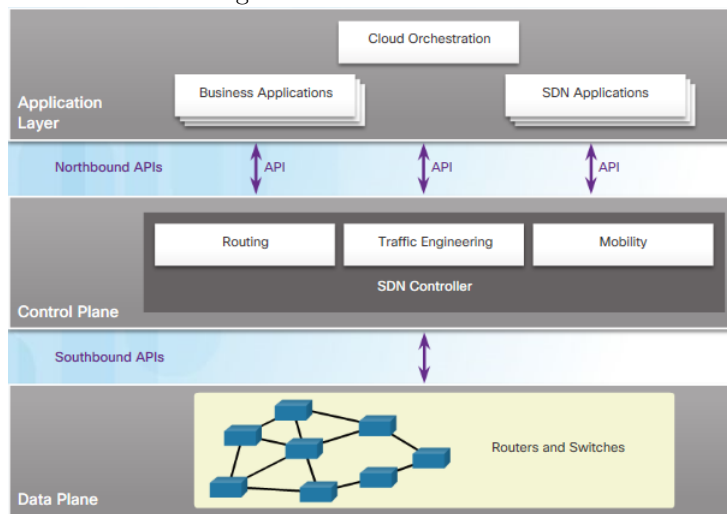 Cloud Orchestration
Business Applications
SDN Applications
Application
Layer
Northbound APIs
API
API
API
Routing
Traffic Engineering
Mobility
SDN Controller
Control Plane
Southbound APIs
Routers and Switches
Data Plane